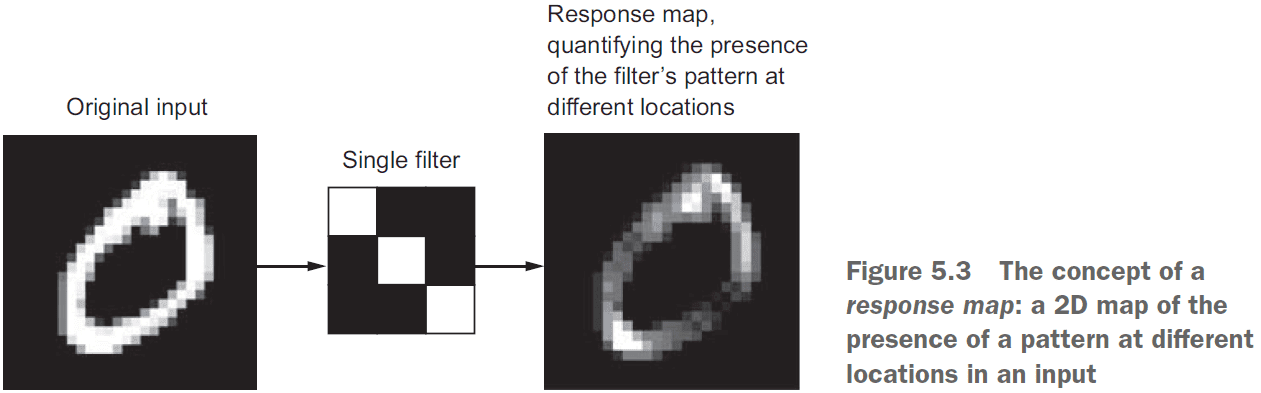 Response map,
quantifying the presence
of the filter's pattern at
different locations
Original input
Single filter
Figure 5.3 The concept of a
response map: a 2D map of the
presence of a pattern at different
locations in an input